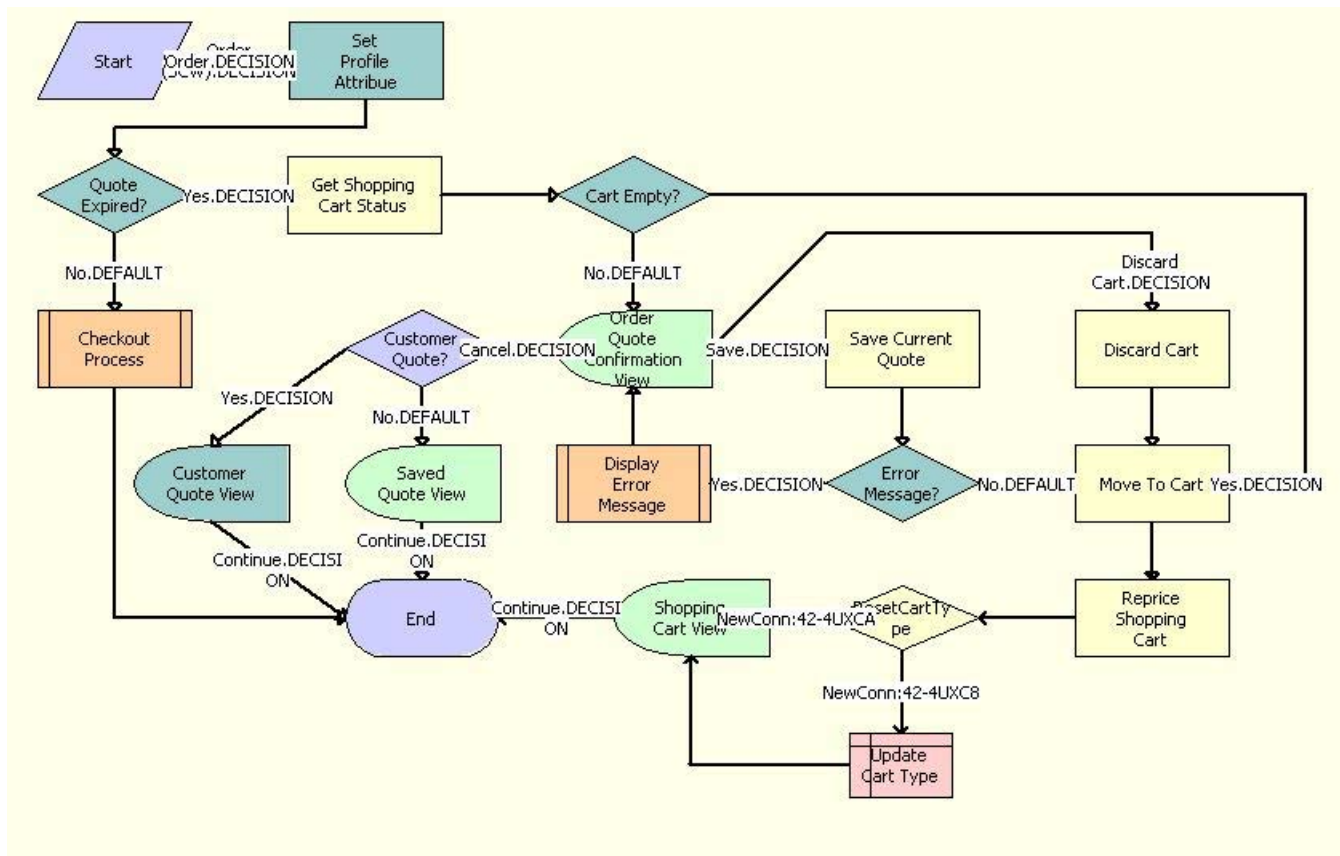 Start
Order
Order.DECISION
(SCW).DECISION
Set
Profile
Attribue
Quote
Expired?
Yes.DECISION
Get Shopping
Cart Status
Cart Empty?
No.DEFAULT
No.DEFAULT
Discard
Cart.DECISION
Checkout
Process
Customer
Quote?
Cancel.DECISION
Order
Quote
Confirmation
View
Save.DECISION
Save Current
Quote
Discard Cart
Yes.DECISION
No.DEFAULT
Customer
Quote View
Saved
Quote View
Display
Error
Message
Yes.DECISION
Error
Message?
No.DEFAULT
Move To Cart
Yes.DECISION
Continue.DECISI
ON
Continue.DECISI
ON
End
Continue.DECISI
ON
Shopping
Cart View
NewConn:42-4UXCA
ResetCartTy
pe
Reprice
Shopping
Cart
NewConn:42-4UXC8
Update
Cart Type